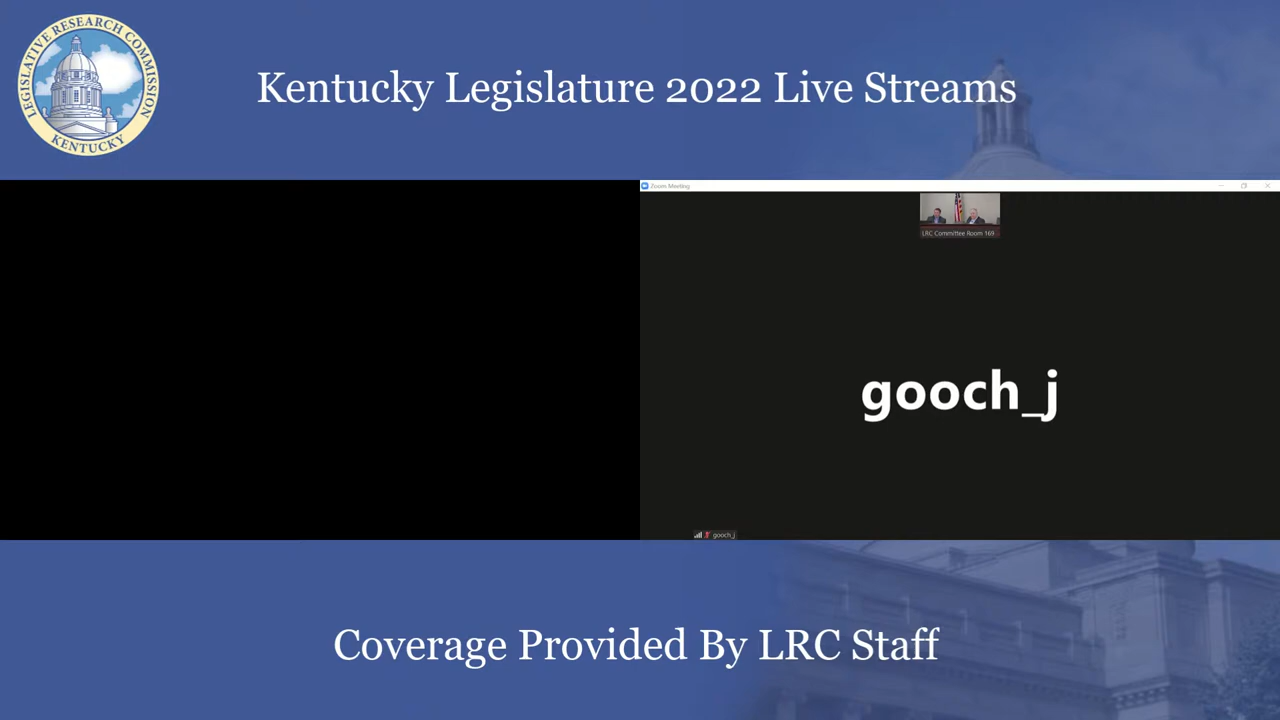 LEGISLATIVE RESEARCH COMMISSION
KENTUCKY
Kentucky Legislature 2022 Live Streams
Zoom Meeting
LRC Committee Room 169
gooch_j
gooch_j
Coverage Provided By LRC Staff